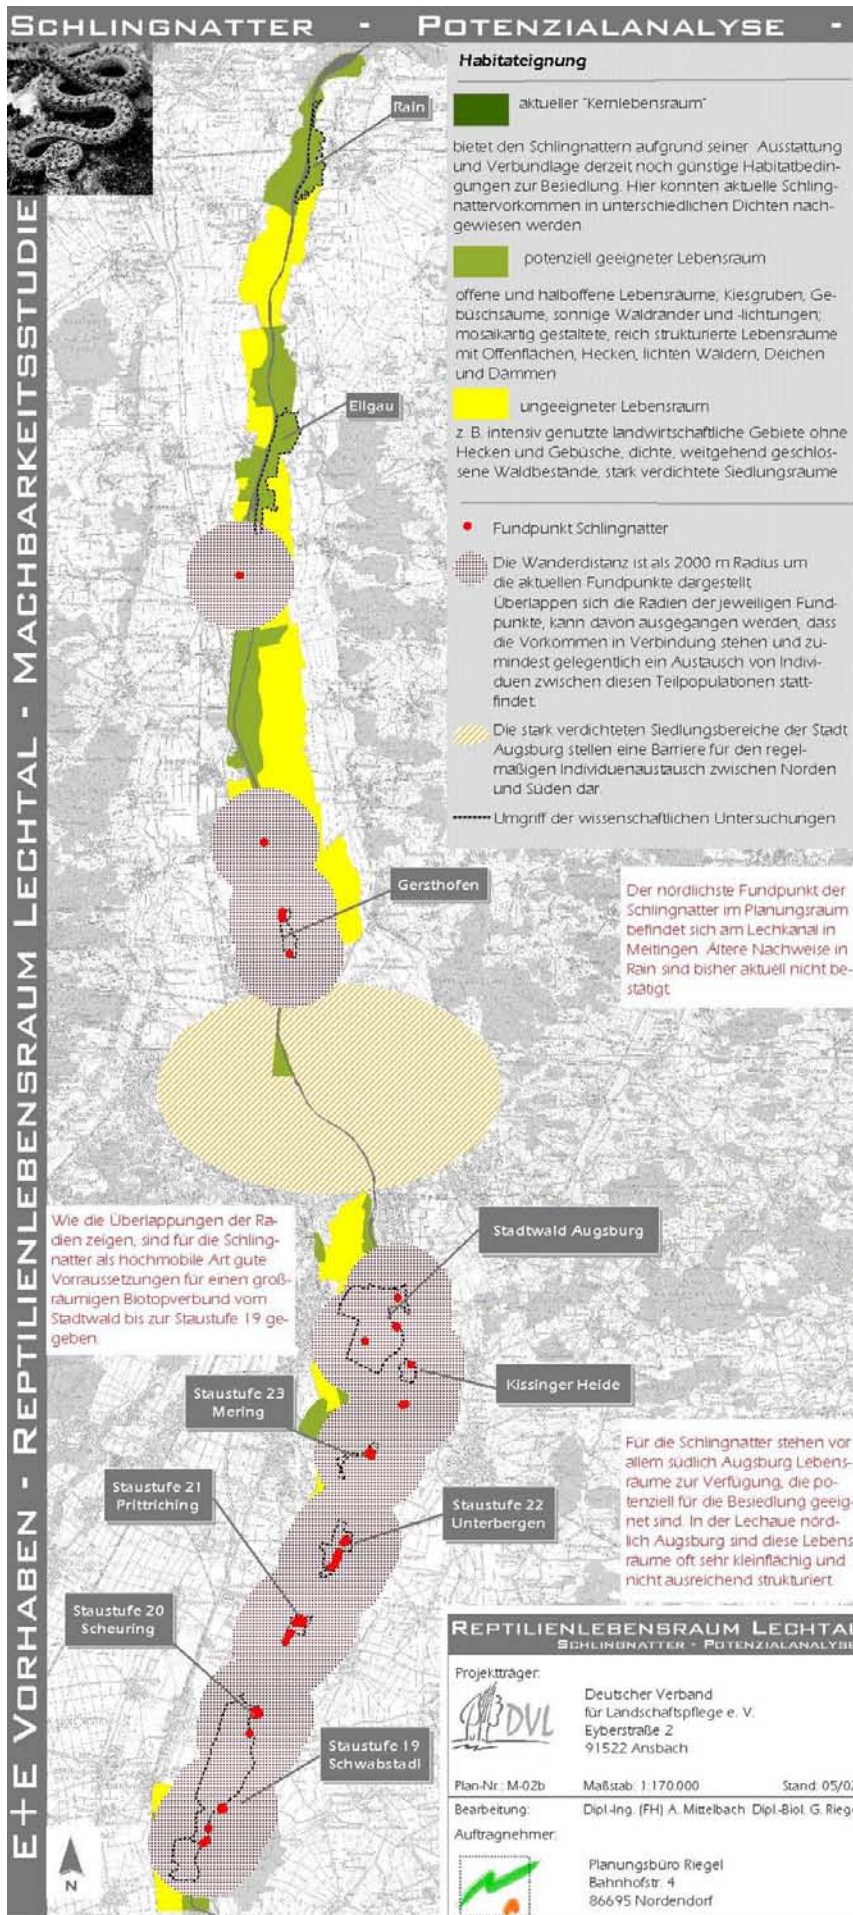 SCHLINGNATTER - POTENZIALANALYSE -
E+E VORHABEN - REPTILIENLEBENSRAUM LECHTAL - MACHBARKEITSSTUDIE
Habitateignung
aktueller "Kernlebensraum"
bietet den Schlingnattern aufgrund seiner Ausstattung
und Verbundlage derzeit noch günstige Habitatbedin-
gungen zur Besiedlung. Hier konnten aktuelle Schling-
nattervorkommen in unterschiedlichen Dichten nach-
gewiesen werden.
potenziell geeigneter Lebensraum
offene und halboffene Lebensräume, Kiesgruben, Ge-
büschsäume, sonnige Waldränder und -lichtungen;
mosaikartig gestaltete, reich strukturierte Lebensräume
mit Offenflächen, Hecken, lichten Wäldern, Deichen
und Dämmen
ungeeigneter Lebensraum
z. B. intensiv genutzte landwirtschaftliche Gebiete ohne
Hecken und Gebüsche, dichte, weitgehend geschlos-
sene Waldbestände, stark verdichtete Siedlungsräume
Fundpunkt Schlingnatter
Die Wanderdistanz ist als 2000 m Radius um
die aktuellen Fundpunkte dargestellt.
Überlappen sich die Radien der jeweiligen Fund-
punkte, kann davon ausgegangen werden, dass
die Vorkommen in Verbindung stehen und zu-
mindest gelegentlich ein Austausch von Indivi-
duen zwischen diesen Teilpopulationen statt-
findet.
Die stark verdichteten Siedlungsbereiche der Stadt
Augsburg stellen eine Barriere für den regel-
mäßigen Individuenaustausch zwischen Norden
und Süden dar.
Umgriff der wissenschaftlichen Untersuchungen
Rain
Ellgau
Gersthofen
Der nördlichste Fundpunkt der
Schlingnatter im Planungsraum
befindet sich am Lechkanal in
Meitingen. Ältere Nachweise in
Rain sind bisher aktuell nicht be-
stätigt.
Wie die Überlappungen der Ra-
dien zeigen, sind für die Schling-
natter als hochmobile Art gute
Vorraussetzungen für einen groß-
räumigen Biotopverbund vom
Stadtwald bis zur Staustufe 19 ge-
geben.
Stadtwald Augsburg
Kissinger Heide
Staustufe 23
Mering
Staustufe 21
Prittriching
Staustufe 22
Unterbergen
Staustufe 20
Scheuring
Staustufe 19
Schwabstadl
Für die Schlingnatter stehen vor
allem südlich Augsburg Lebens-
räume zur Verfügung, die po-
tenziell für die Besiedlung geeig-
net sind. In der Lechaue nörd-
lich Augsburg sind diese Lebens
räume oft sehr kleinflächig und
nicht ausreichend strukturiert.
N
REPTILIENLEBENSRAUM LECHTAL
SCHLINGNATTER - POTENZIALANALYSE
Projektträger:
DVL
Deutscher Verband
für Landschaftspflege e. V.
Eyberstraße 2
91522 Ansbach
Plan-Nr.: M-02b Maßstab: 1:170.000 Stand: 05/02
Bearbeitung: Dipl.-Ing. (FH) A. Mittelbach Dipl.-Biol. G. Riege
Auftragnehmer:
Planungsbüro Riegel
Bahnhofstr. 4
86695 Nordendorf